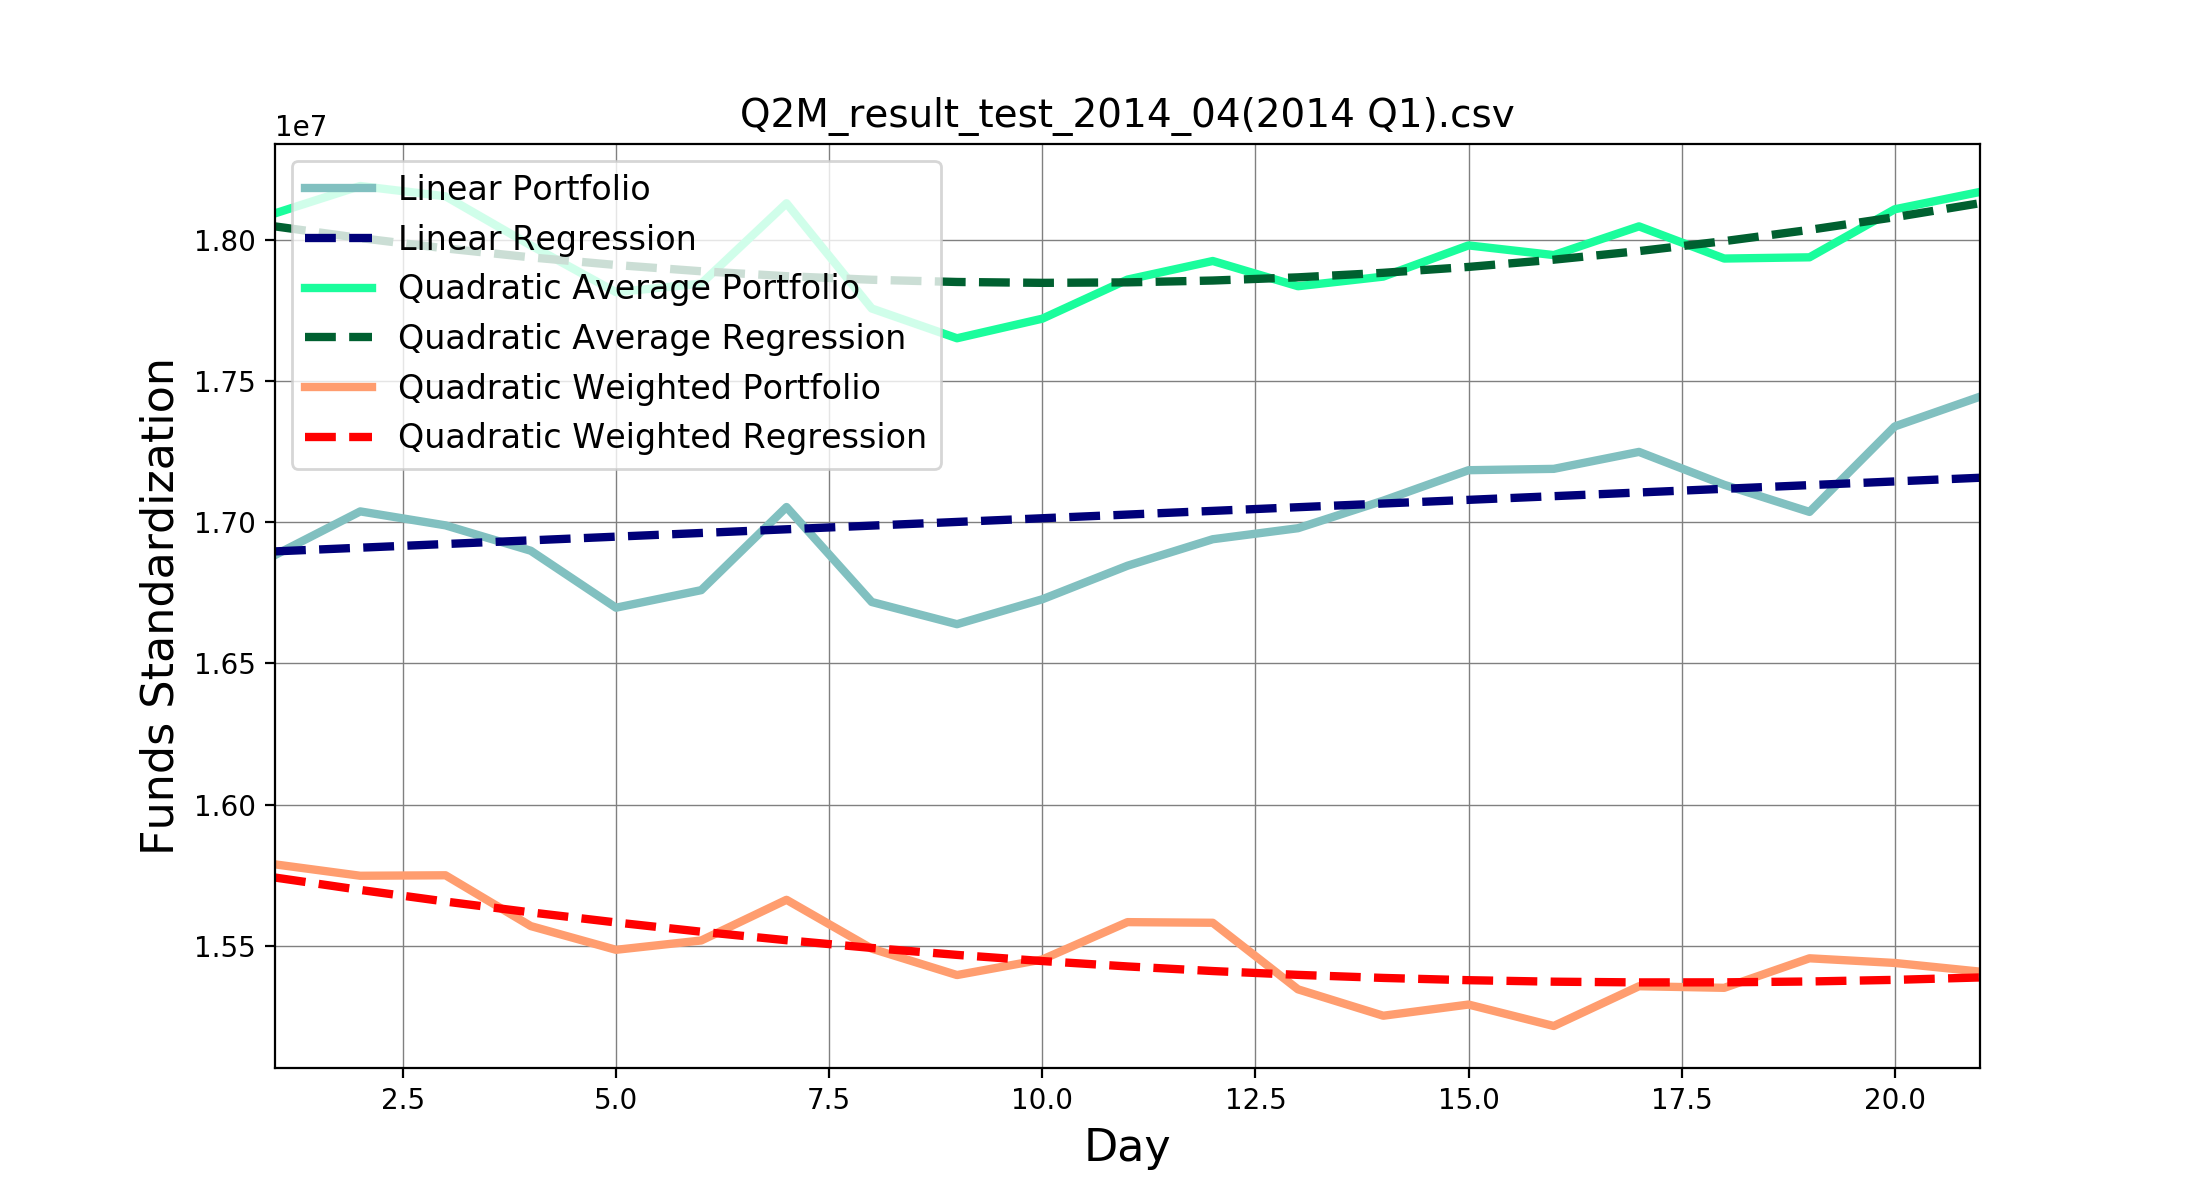 Q2M_result_test_2014_04(2014 Q1).csv
1e7
Linear Portfolio
Linear Regression
Quadratic Average Portfolio
Quadratic Average Regression
Quadratic Weighted Portfolio
Quadratic Weighted Regression
Funds Standardization
1.80
1.75
1.70
1.65
1.60
1.55
2.5 5.0 7.5 10.0 12.5 15.0 17.5 20.0
Day